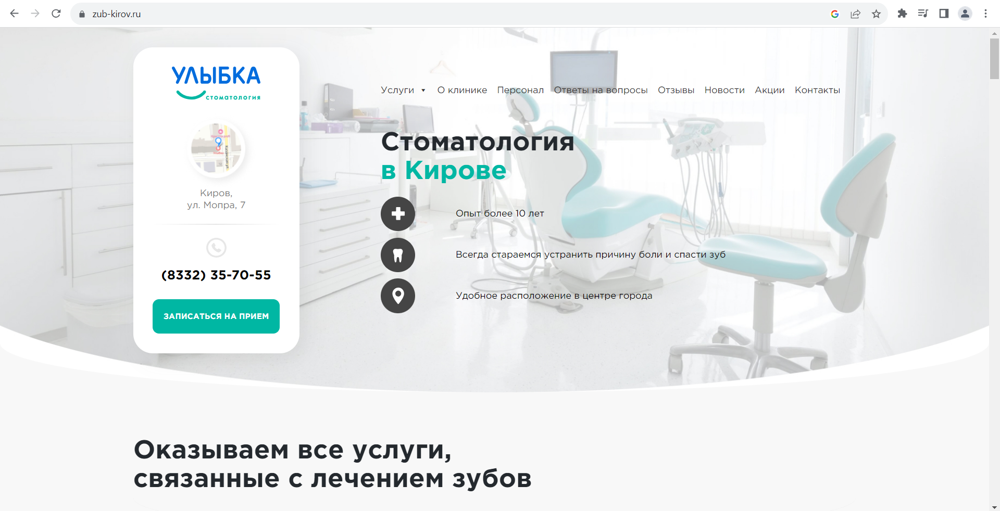 zub-kirov.ru
УЛЫБКА
стоматология
Киров,
ул. Мопра, 7
(8332) 35-70-55
ЗАПИСАТЬСЯ НА ПРИЕМ
Услуги О клинике Персонал Ответы на вопросы Отзывы Новости Акции Контакты
Стоматология
в Кирове
Опыт более 10 лет
Всегда стараемся устранить причину боли и спасти зуб
Удобное расположение в центре города
Оказываем все услуги,
связанные с лечением зубов